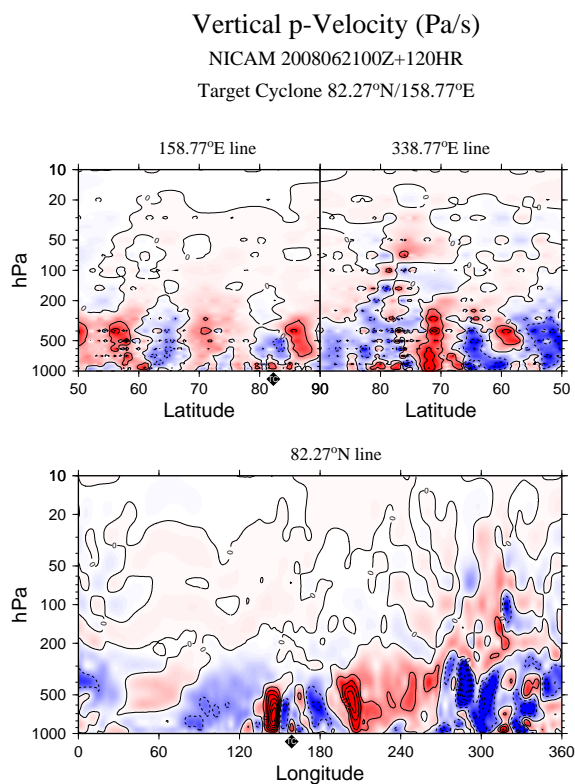 Vertical p-Velocity (Pa/s)
NICAM 2008062100Z+120HR
Target Cyclone 82.27°N/158.77°E
158.77°E line
338.77°E line
10
20
50
100
200
500
1000
hPa
50 60 70 80 90 80 70 60 50
TC
Latitude
Latitude
82.27°N line
10
20
50
100
200
500
1000
hPa
0 60 120 180 240 300 360
TC
Longitude